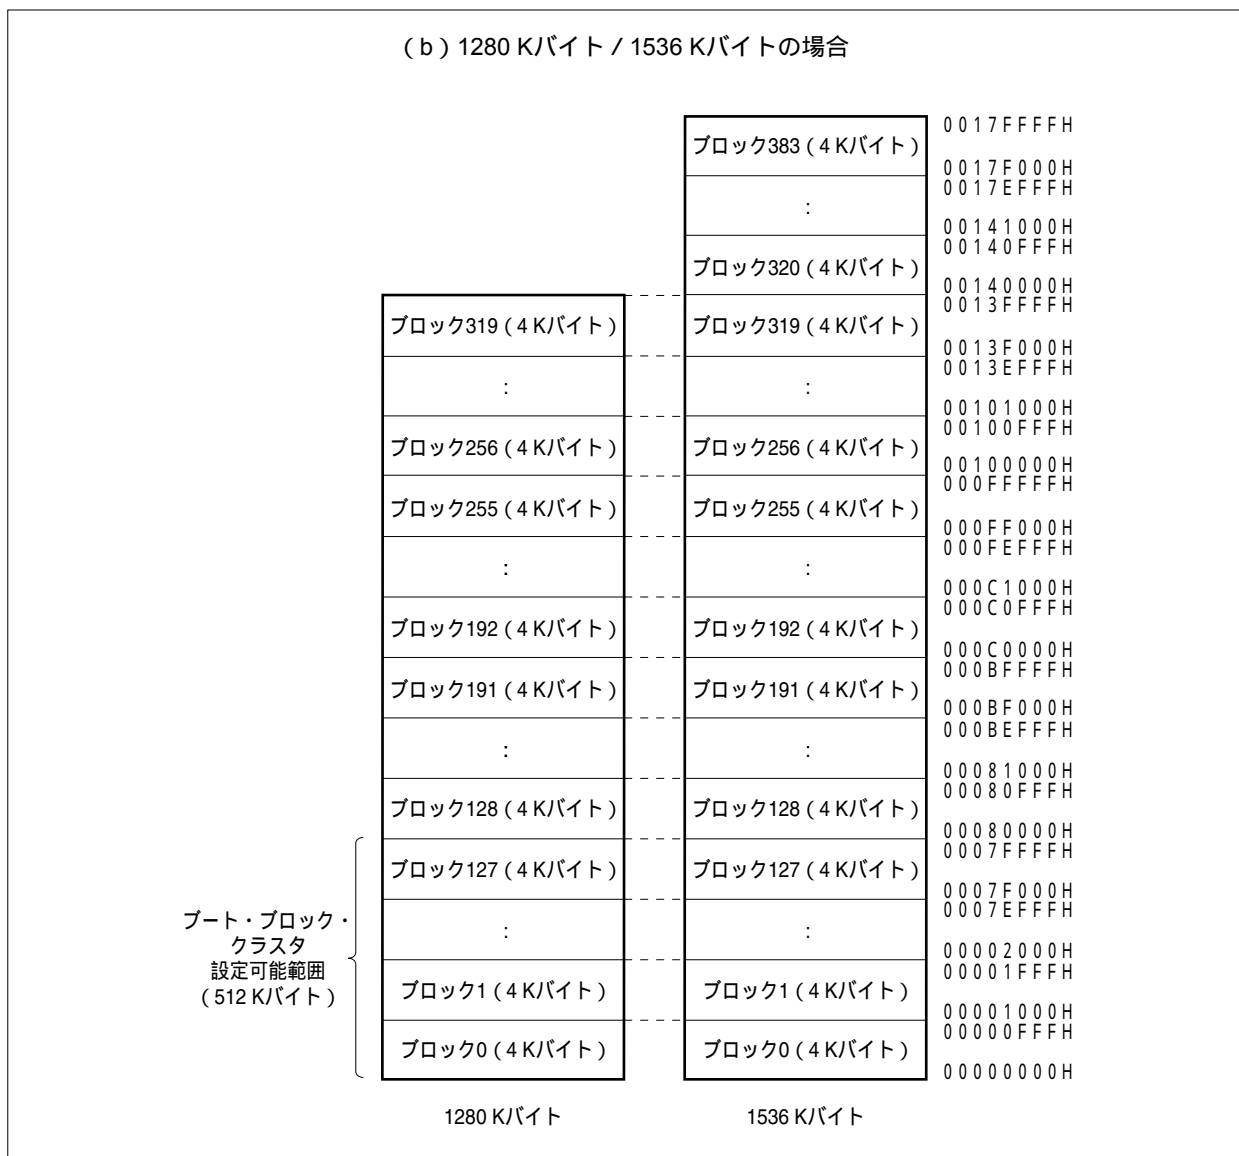 (b) 1280 Kバイト / 1536 Kバイトの場合
0017FFFFH
ブロック383(4 Kバイト)
0017F000H
0017EFFFH
:
00141000H
00140FFFH
ブロック320(4 Kバイト)
00140000H
0013FFFFH
ブロック319(4 Kバイト) ブロック319(4 Kバイト)
0013F000H
0013EFFFH
: :
00101000H
00100FFFH
ブロック256(4 Kバイト) ブロック256(4 Kバイト)
00100000H
000FFFFFH
ブロック255(4 Kバイト) ブロック255(4 Kバイト)
000FF000H
000FEFFFH
: :
000C1000H
000C0FFFH
ブロック192(4 Kバイト) ブロック192(4 Kバイト)
000C0000H
000BFFFFH
ブロック191(4 Kバイト) ブロック191(4 Kバイト)
000BF000H
000BEFFFH
: :
00081000H
00080FFFH
ブロック128(4 Kバイト) ブロック128(4 Kバイト)
00080000H
0007FFFFH
ブロック127(4 Kバイト) ブロック127(4 Kバイト)
0007F000H
0007EFFFH
: :
00002000H
00001FFFH
ブロック1(4 Kバイト) ブロック1(4 Kバイト)
00001000H
00000FFFH
ブロック0(4 Kバイト) ブロック0(4 Kバイト)
00000000H
ブート・ブロック・
クラスタ
設定可能範囲
(512 Kバイト)
1280 Kバイト 1536 Kバイト